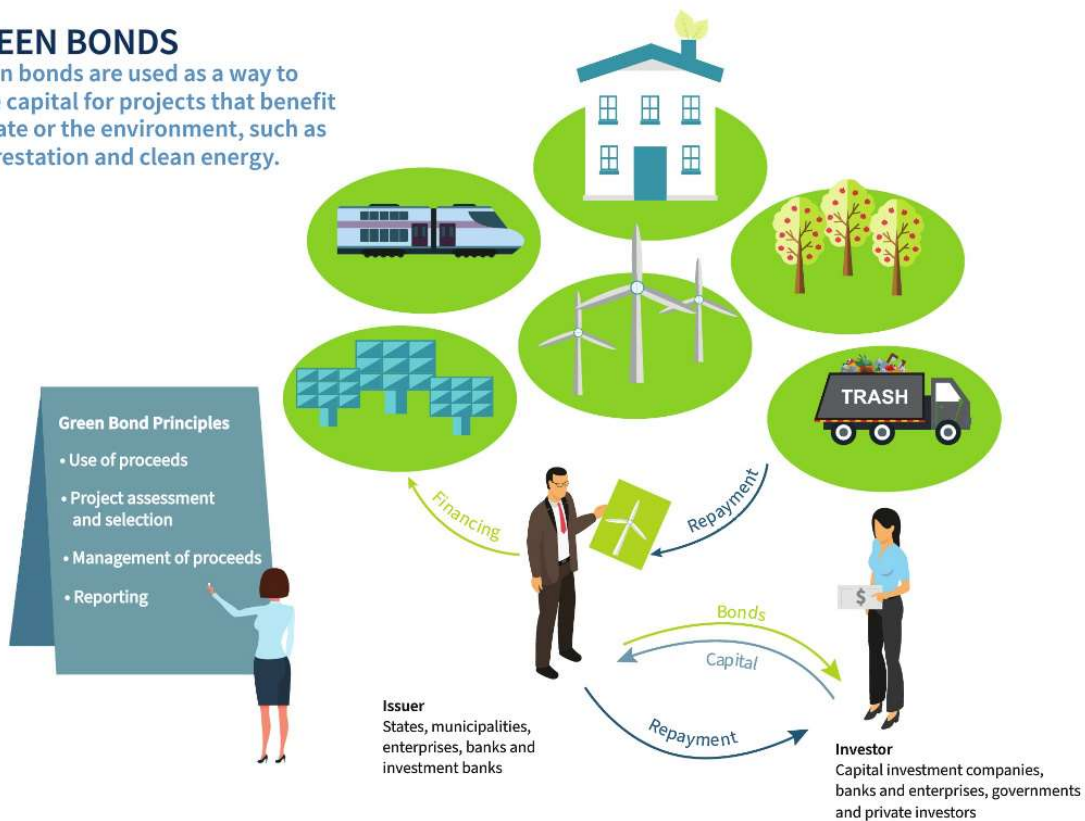 EEN BONDS
n bonds are used as a way to
e capital for projects that benefit
ate or the environment, such as
restation and clean energy.
TRASH
Green Bond Principles
• Use of proceeds
• Project assessment
and selection
• Management of proceeds
• Reporting
Financing
Repayment
$
Bonds
Capital
Repayment
Issuer
States, municipalities,
enterprises, banks and
investment banks
Investor
Capital investment companies,
banks and enterprises, governments
and private investors